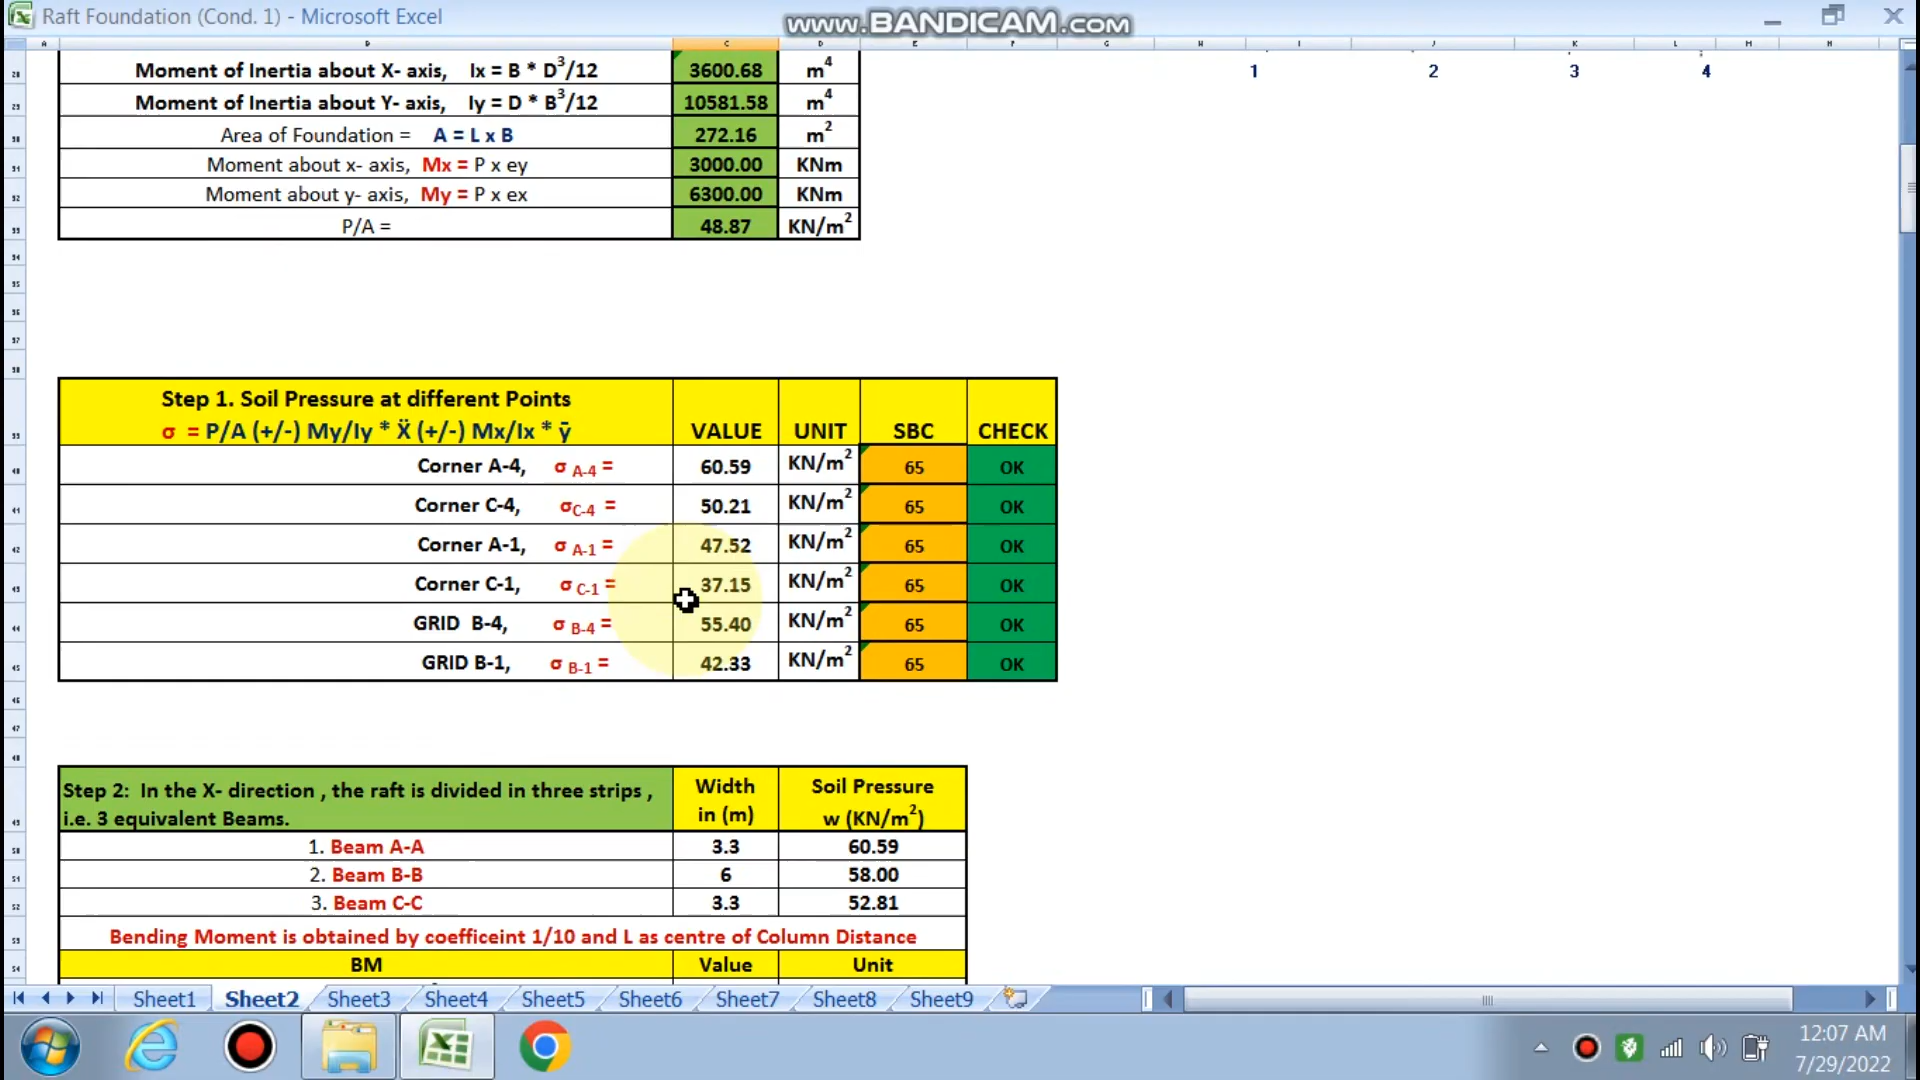 Raft Foundation (Cond. 1) - Microsoft Excel
www.BANDICAM.com
Moment of Inertia about X- axis, Ix = B * D3/12 3600.68 m4 1 2 3 4
Moment of Inertia about Y- axis, Iy = D * B3/12 10581.58 m4
Area of Foundation = A = L x B 272.16 m2
Moment about x- axis, Mx = P x ey 3000.00 KNm
Moment about y- axis, My = P x ex 6300.00 KNm
P/A = 48.87 KN/m2
Step 1. Soil Pressure at different Points
σ = P/A (+/-) My/Iy * Ẍ (+/-) Mx/Ix * ȳ VALUE UNIT SBC CHECK
Corner A-4, σ A-4 = 60.59 KN/m2 65 OK
Corner C-4, σC-4 = 50.21 KN/m2 65 OK
Corner A-1, σ A-1 = 47.52 KN/m2 65 OK
Corner C-1, σ C-1 = 37.15 KN/m2 65 OK
GRID B-4, σ B-4 = 55.40 KN/m2 65 OK
GRID B-1, σ B-1 = 42.33 KN/m2 65 OK
Step 2: In the X- direction , the raft is divided in three strips ,
i.e. 3 equivalent Beams.
Width
in (m)
Soil Pressure
w (KN/m2)
1. Beam A-A 3.3 60.59
2. Beam B-B 6 58.00
3. Beam C-C 3.3 52.81
Bending Moment is obtained by coefficeint 1/10 and L as centre of Column Distance
BM Value Unit
Sheet1 Sheet2 Sheet3 Sheet4 Sheet5 Sheet6 Sheet7 Sheet8 Sheet9
12:07 AM
7/29/2022